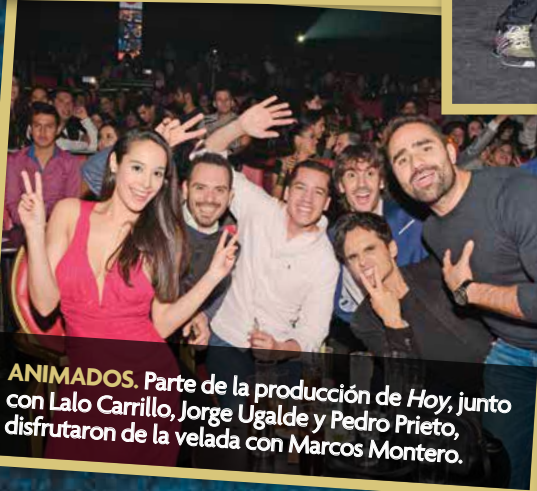 ANIMADOS. Parte de la producción de Hoy, junto
con Lalo Carrillo, Jorge Ugalde y Pedro Prieto,
disfrutaron de la velada con Marcos Montero.